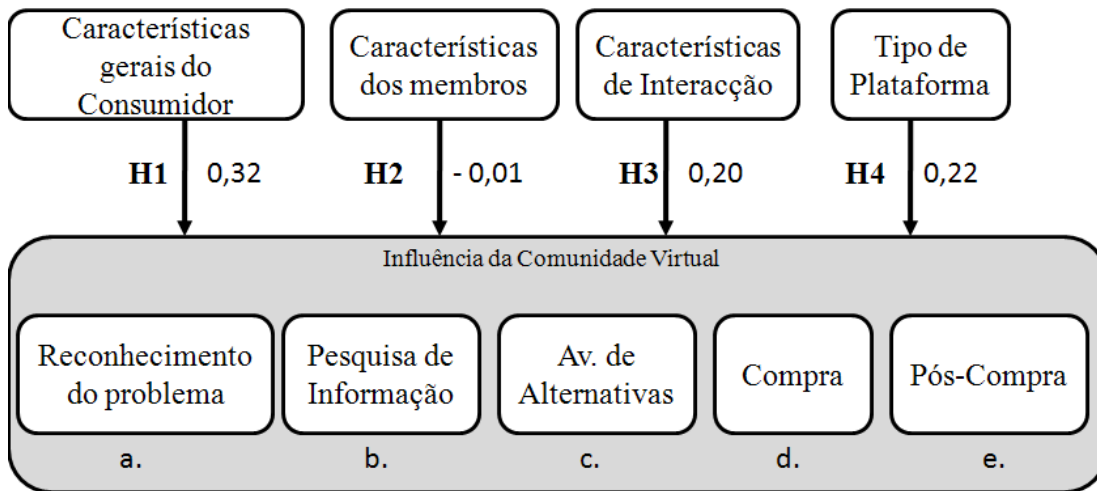 Características
gerais do
Consumidor
Características
dos membros
Características
de Interacção
Tipo de
Plataforma
H1 0,32
H2 - 0,01
H3 0,20
H4 0,22
Influência da Comunidade Virtual
Reconhecimento
do problema
Pesquisa de
Informação
Av. de
Alternativas
Compra
Pós-Compra
a.
b.
c.
d.
e.